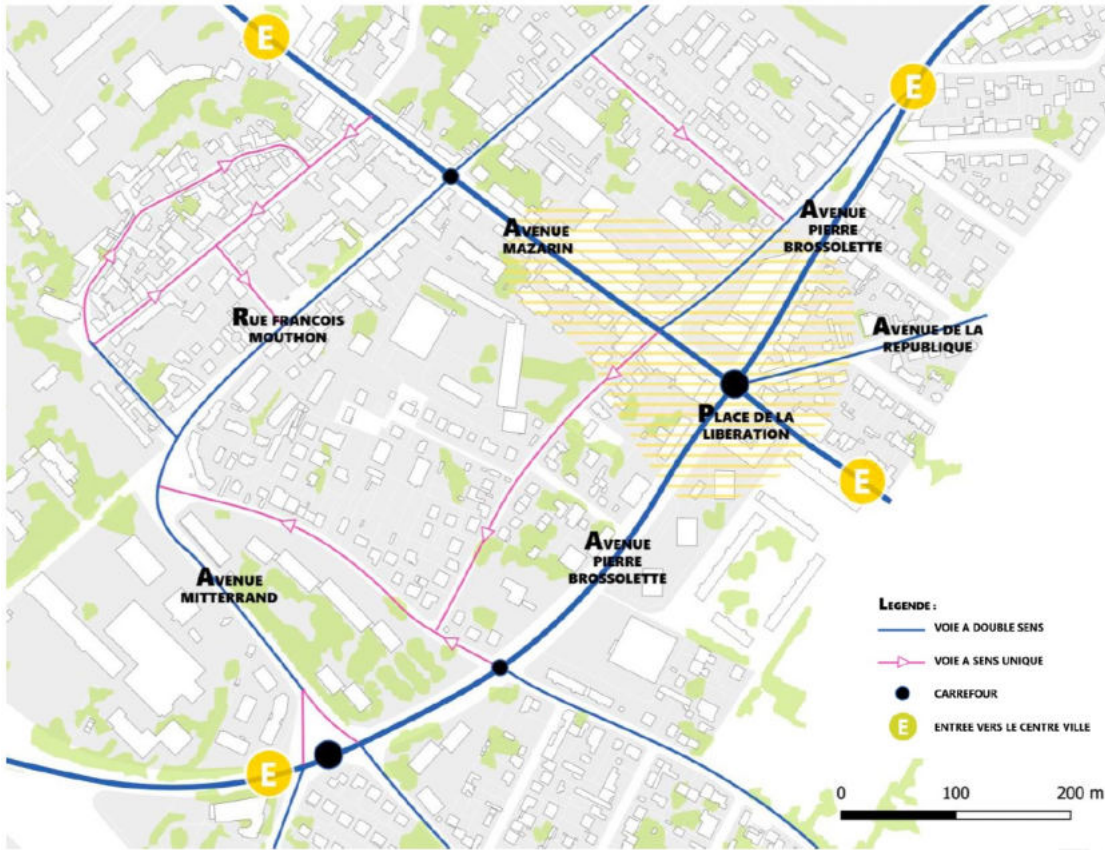 E
E
AVENUE
MAZARIN
AVENUE
PIERRE
BROSSOLETTE
RUE FRANCOIS
MOUTHON
AVENUE DE LA
REPUBLIQUE
PLACE DE LA
LIBERATION
E
AVENUE
PIERRE
BROSSOLETTE
AVENUE
MITTERRAND
E
LEGENDE :
VOIE A DOUBLE SENS
VOIE A SENS UNIQUE
CARREFOUR
E ENTREE VERS LE CENTRE VILLE
0 100 200 m